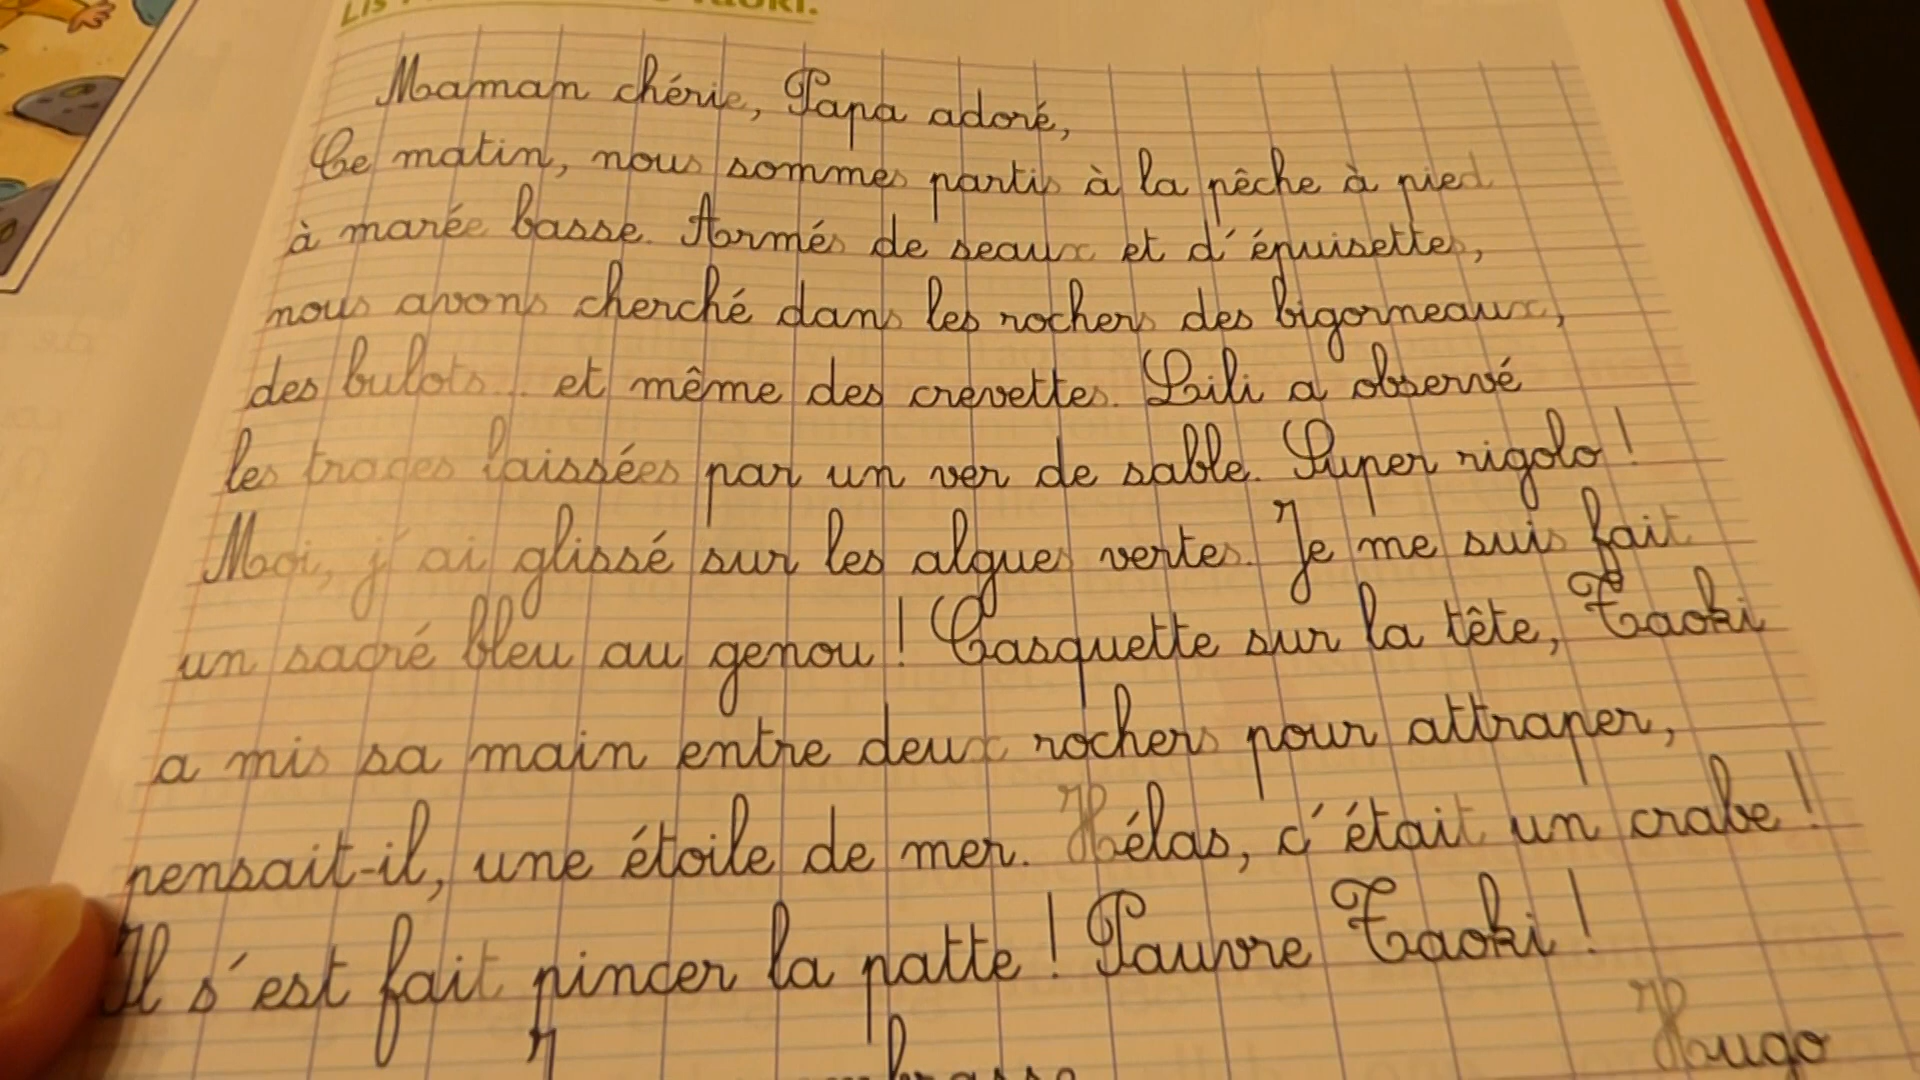 Lis
Maman chérie, Papa adoré,
Ce matin, nous sommes partis à la pêche à pied
à marée basse. Armés de seaux et d'épuisettes,
nous avons cherché dans les rochers des bigorneaux,
des bulots... et même des crevettes. Lili a observé
les traces laissées par un ver de sable. Super rigolo !
Moi, j'ai glissé sur les algues vertes. Je me suis fait
un sacré bleu au genou ! Casquette sur la tête, Taoki
a mis sa main entre deux rochers pour attraper,
pensait-il, une étoile de mer. Hélas, c'était un crabe !
Il s'est fait pincer la patte ! Pauvre Taoki !
Hugo